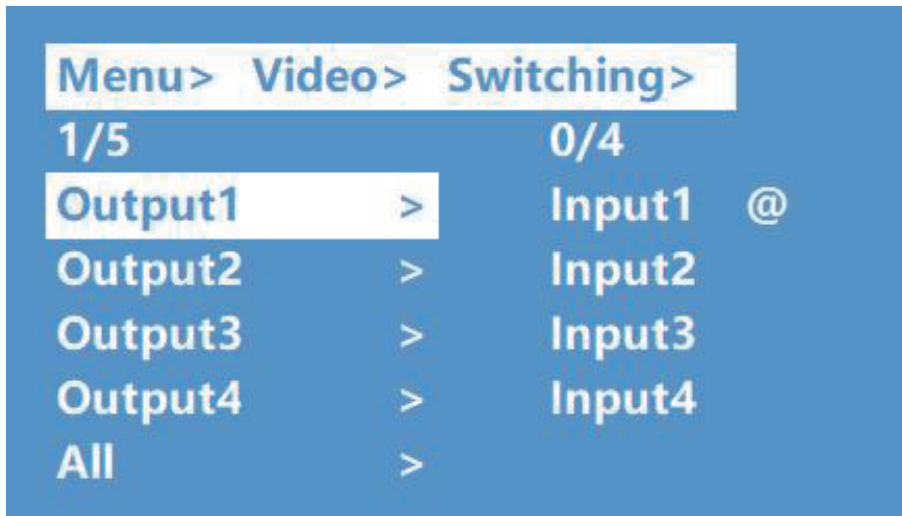 Menu> Video> Switching>
1/5 0/4
Output1 > Input1 @
Output2 > Input2
Output3 > Input3
Output4 > Input4
All >